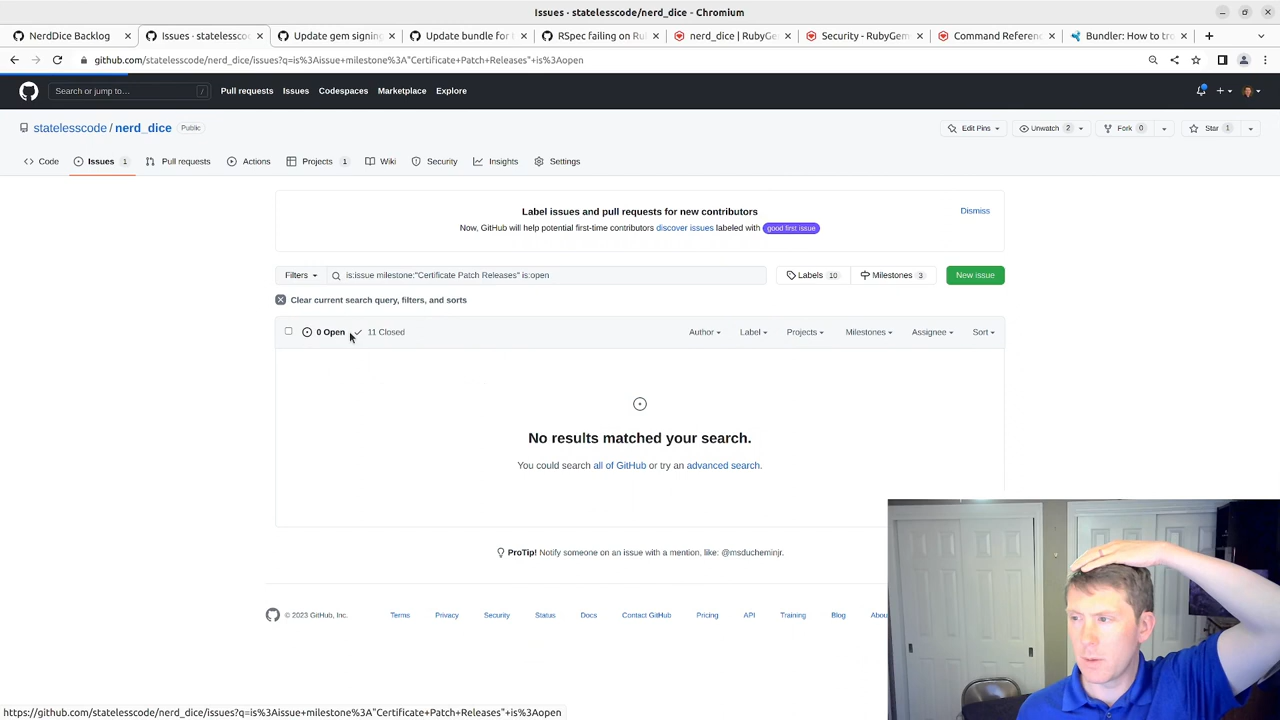 Issues · statelesscode/nerd_dice - Chromium
NerdDice Backlog
Issues · statelesscod
Update gem signing
Update bundle for l
RSpec failing on Ru
nerd_dice | RubyGe
Security - RubyGem
Command Referenc
Bundler: How to tru
github.com/statelesscode/nerd_dice/issues?q=is%3Aissue+milestone%3A"Certificate+Patch+Releases"+is%3Aopen
Search or jump to…
/
Pull requests
Issues
Codespaces
Marketplace
Explore
statelesscode / nerd_dice
Public
Edit Pins
Unwatch 2
Fork 0
Star 1
Code
Issues 1
Pull requests
Actions
Projects 1
Wiki
Security
Insights
Settings
Label issues and pull requests for new contributors
Dismiss
Now, GitHub will help potential first-time contributors discover issues labeled with good first issue
Filters
is:issue milestone:"Certificate Patch Releases" is:open
Labels 10
Milestones 3
New issue
Clear current search query, filters, and sorts
0 Open
11 Closed
Author
Label
Projects
Milestones
Assignee
Sort
No results matched your search.
You could search all of GitHub or try an advanced search.
ProTip! Notify someone on an issue with a mention, like: @msducheminjr.
© 2023 GitHub, Inc.
Terms
Privacy
Security
Status
Docs
Contact GitHub
Pricing
API
Training
Blog
Abou
https://github.com/statelesscode/nerd_dice/issues?q=is%3Aissue+milestone%3A"Certificate+Patch+Releases"+is%3Aopen